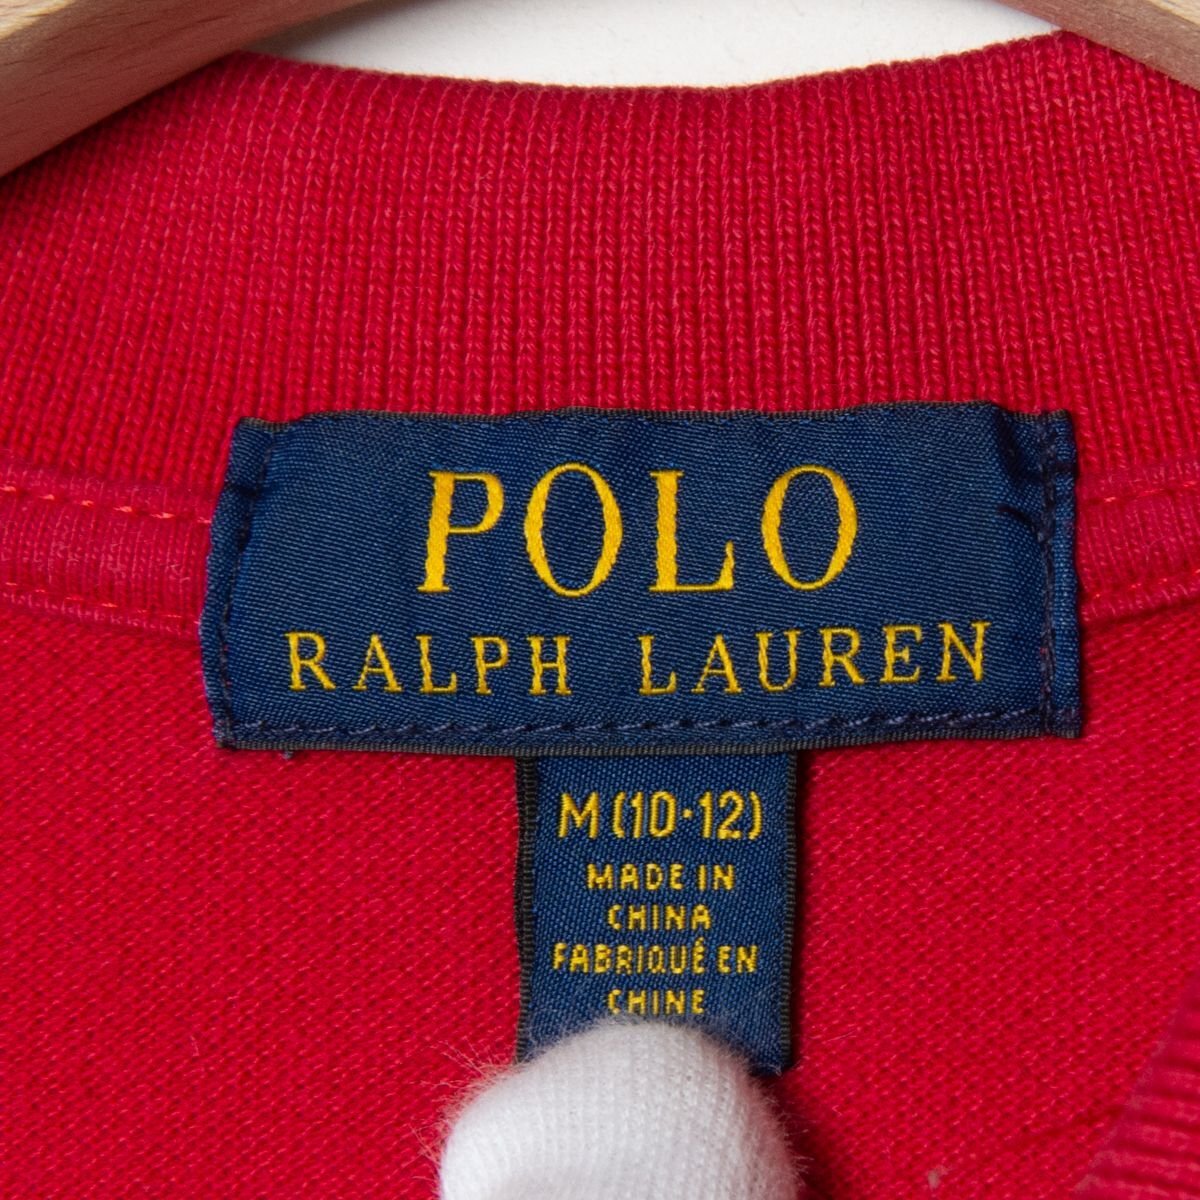 POLO
RALPH LAUREN
M (10·12)
MADE IN
CHINA
FABRIQUÉ EN
CHINE